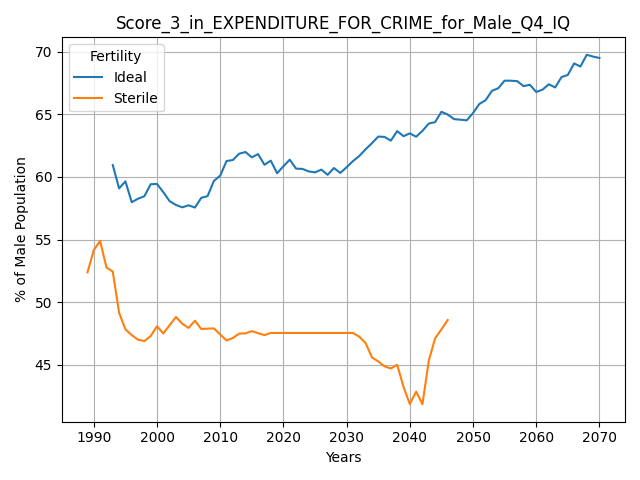 Score_3_in_EXPENDITURE_FOR_CRIME_for_Male_Q4_IQ
Fertility
Ideal
Sterile
% of Male Population
70
65
60
55
50
45
1990 2000 2010 2020 2030 2040 2050 2060 2070
Years